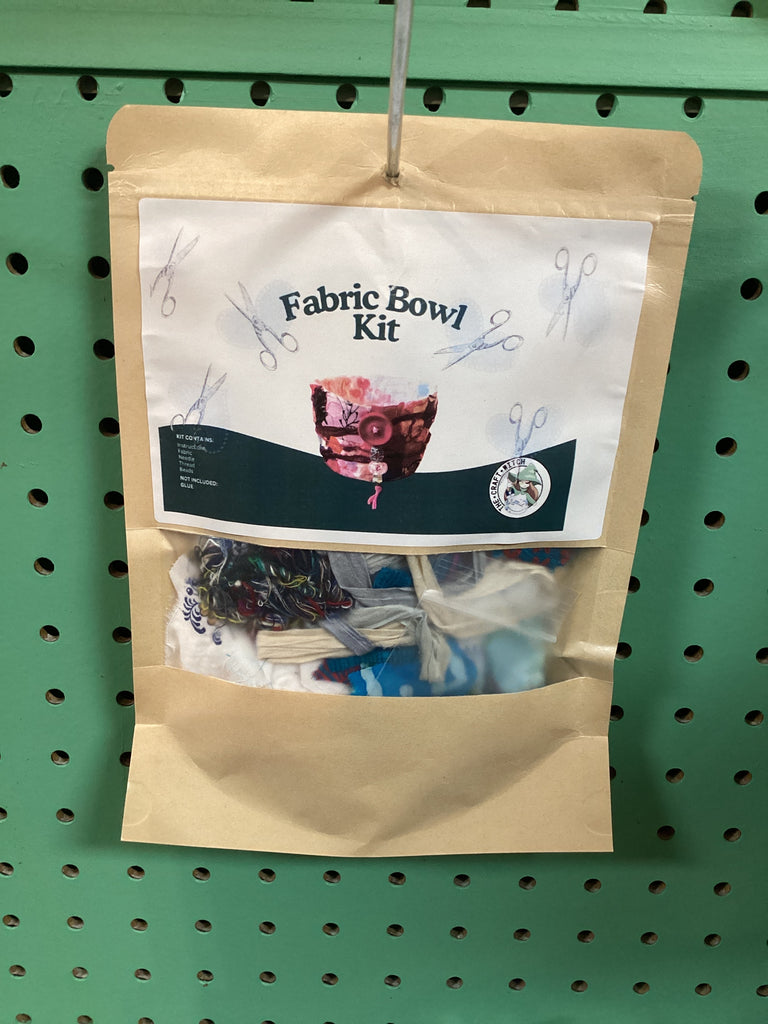 Fabric Bowl
Kit
KIT CONTAINS:
Instructions
Fabric
Needle
Thread
Beads
NOT INCLUDED:
GLUE
THE•CRAFT•WITCH